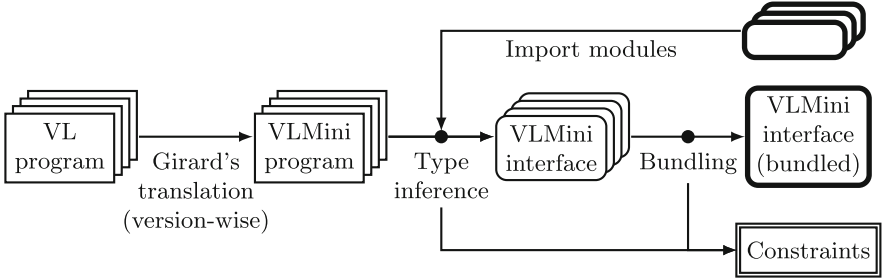 Import modules
VL
program
Girard's
translation
(version-wise)
VLMini
program
Type
inference
VLMini
interface
Bundling
VLMini
interface
(bundled)
Constraints